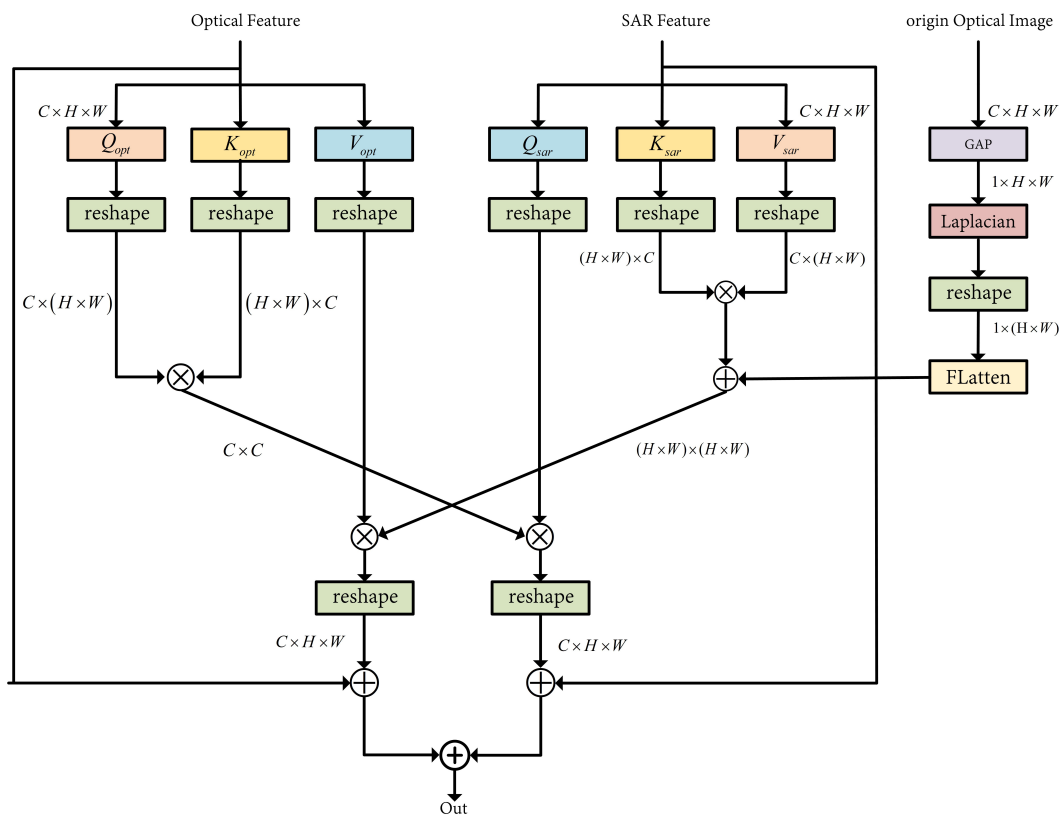 Optical Feature
SAR Feature
origin Optical Image
C×H×W
C×H×W
C×H×W
Q_opt
K_opt
V_opt
Q_sar
K_sar
V_sar
GAP
1×H×W
reshape
reshape
reshape
reshape
reshape
reshape
Laplacian
(H×W)×C
C×(H×W)
C×(H×W)
(H×W)×C
reshape
1×(H×W)
FLatten
C×C
(H×W)×(H×W)
reshape
reshape
C×H×W
C×H×W
Out